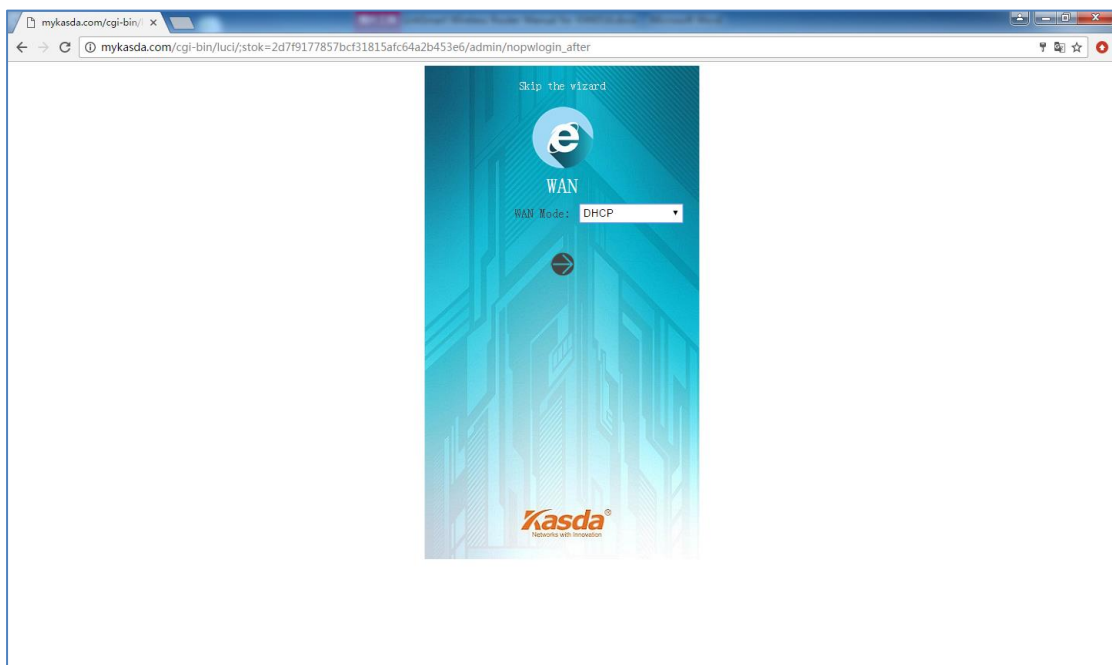 mykasda.com/cgi-bin/
mykasda.com/cgi-bin/luci/;stok=2d7f9177857bcf31815afc64a2b453e6/admin/nopwlogin_after
Skip the wizard
WAN
WAN Mode: DHCP
Kasda®
Networks with Innovation